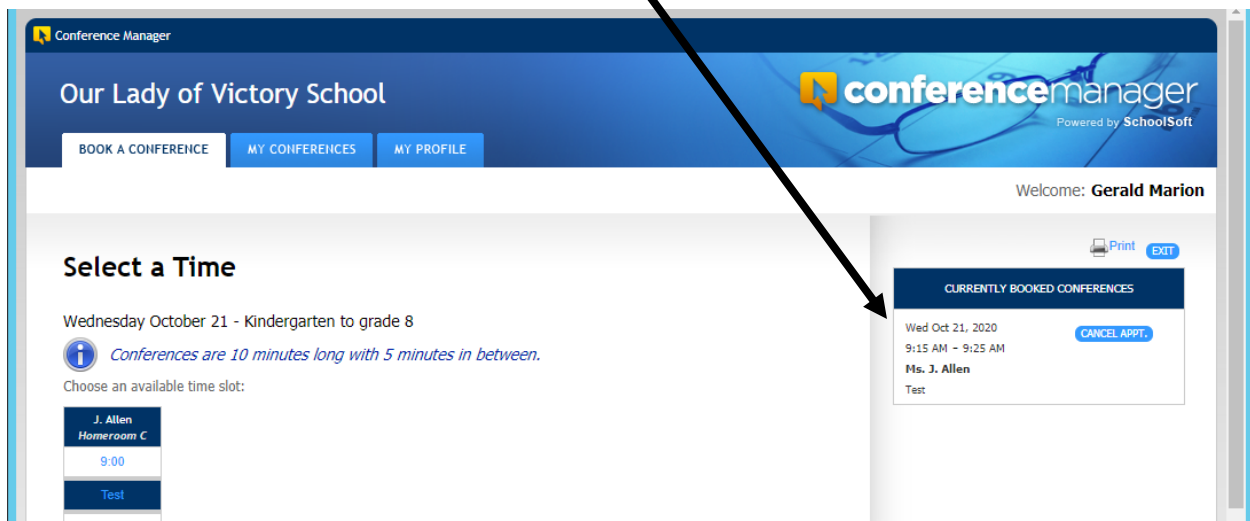 Conference Manager
Our Lady of Victory School
conferencemanager
Powered by SchoolSoft
BOOK A CONFERENCE
MY CONFERENCES
MY PROFILE
Welcome: Gerald Marion
Select a Time
Wednesday October 21 - Kindergarten to grade 8
Conferences are 10 minutes long with 5 minutes in between.
Choose an available time slot:
J. Allen
Homeroom C
9:00
Test
Print
EXIT
CURRENTLY BOOKED CONFERENCES
Wed Oct 21, 2020
CANCEL APPT.
9:15 AM - 9:25 AM
Ms. J. Allen
Test